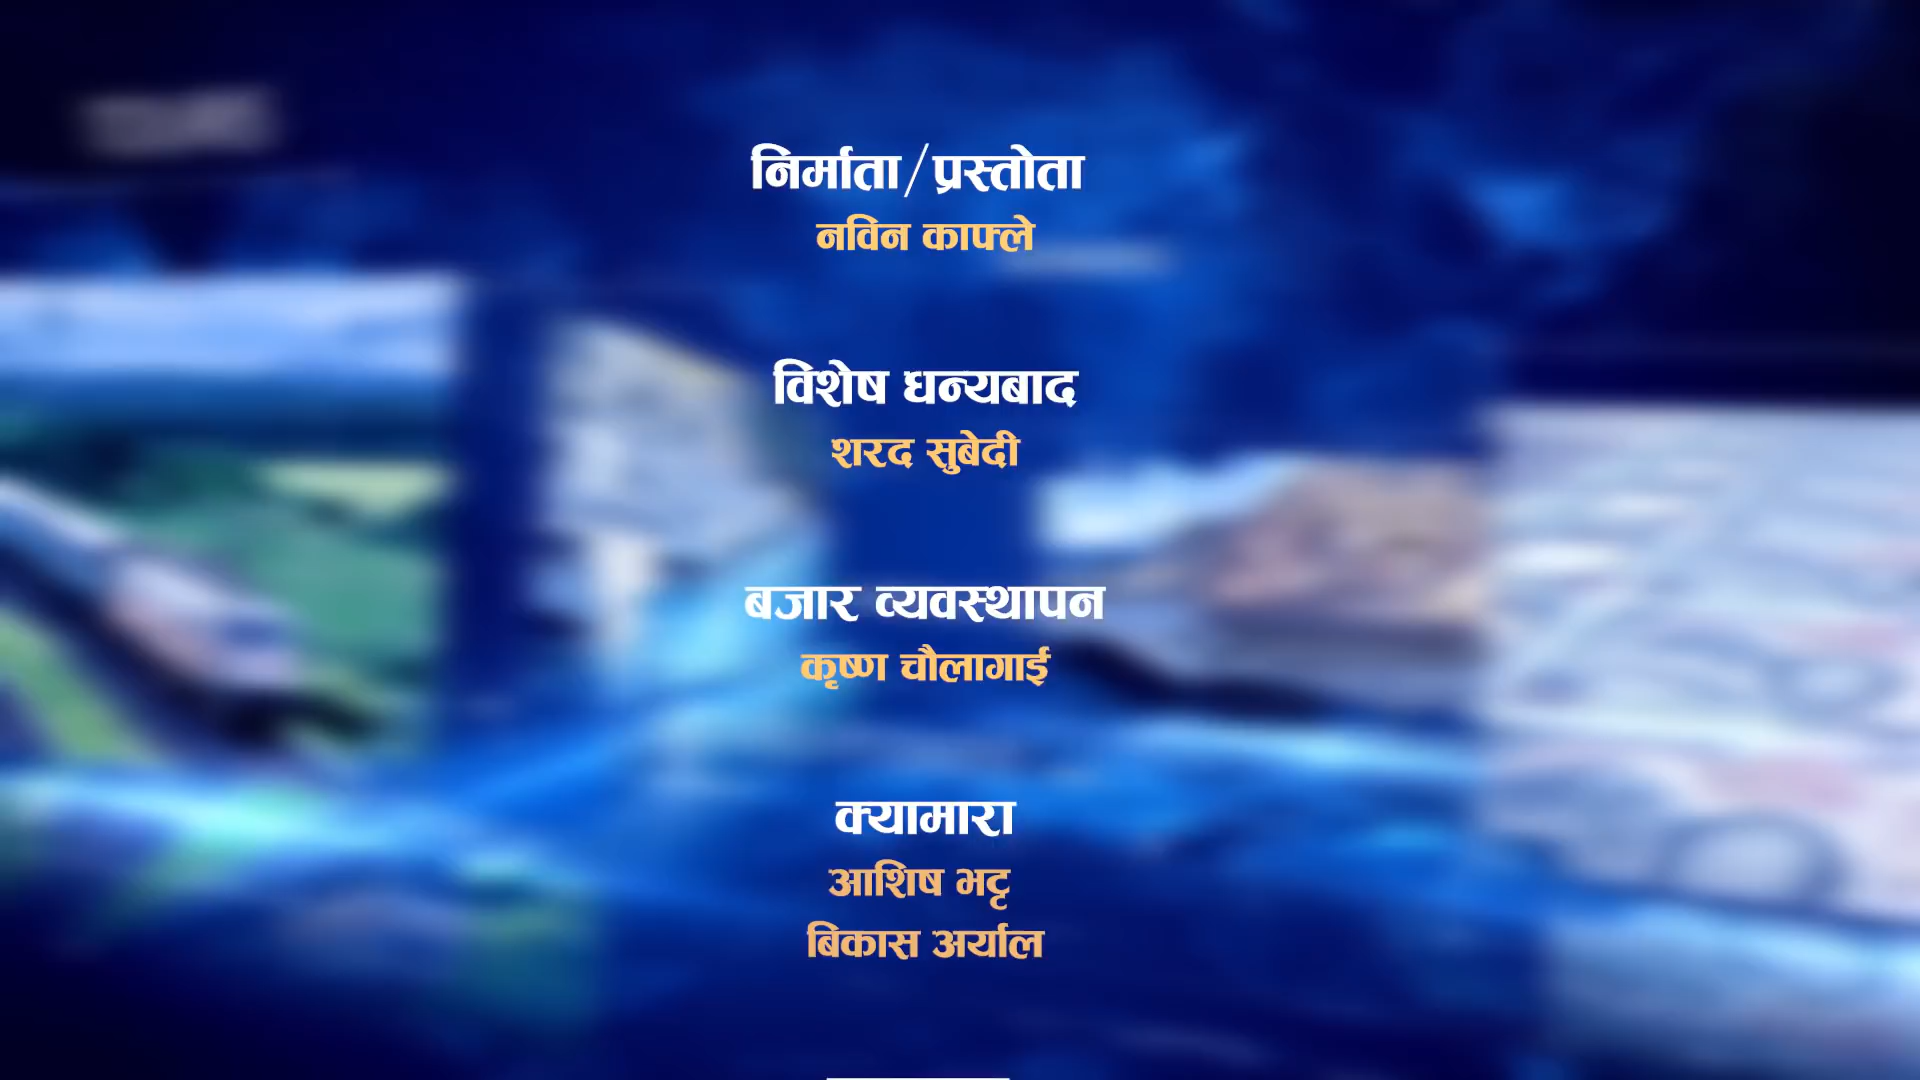 निर्माता/प्रस्तोता
नविन काफ्ले
विशेष धन्यबाद
शरद सुबेदी
बजार व्यवस्थापन
कृष्ण चौलागाई
क्यामारा
आशिष भट्ट
बिकास अर्याल